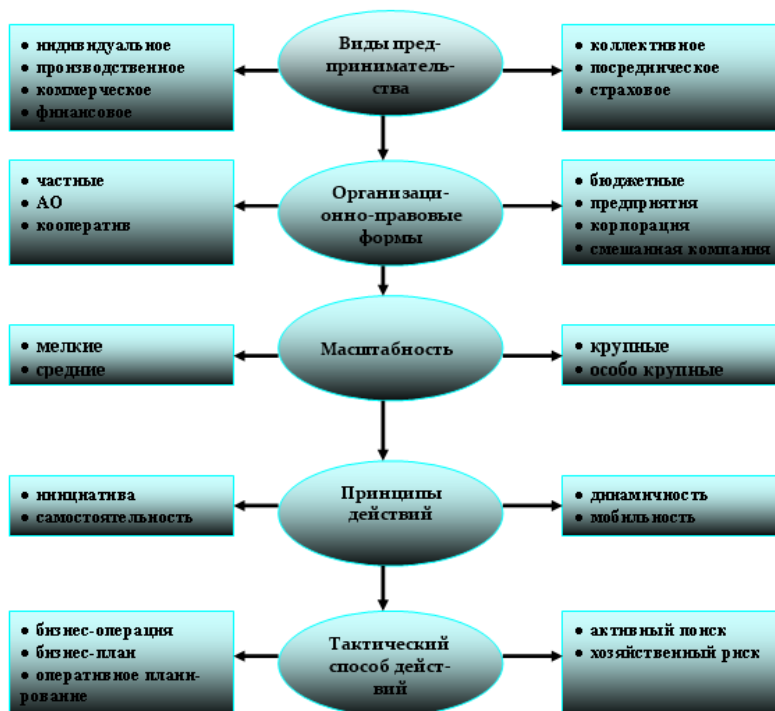 • индивидуальное
• производственное
• коммерческое
• финансовое
Виды пред-
приниматель-
ства
• коллективное
• посредническое
• страховое
• частные
• АО
• кооператив
Организаци-
онно-правовые
формы
• бюджетные
• предприятия
• корпорация
• смешанная компания
• мелкие
• средние
Масштабность
• крупные
• особо крупные
• инициатива
• самостоятельность
Принципы
действий
• динамичность
• мобильность
• бизнес-операция
• бизнес-план
• оперативное плани-
рование
Тактический
способ дейст-
вий
• активный поиск
• хозяйственный риск